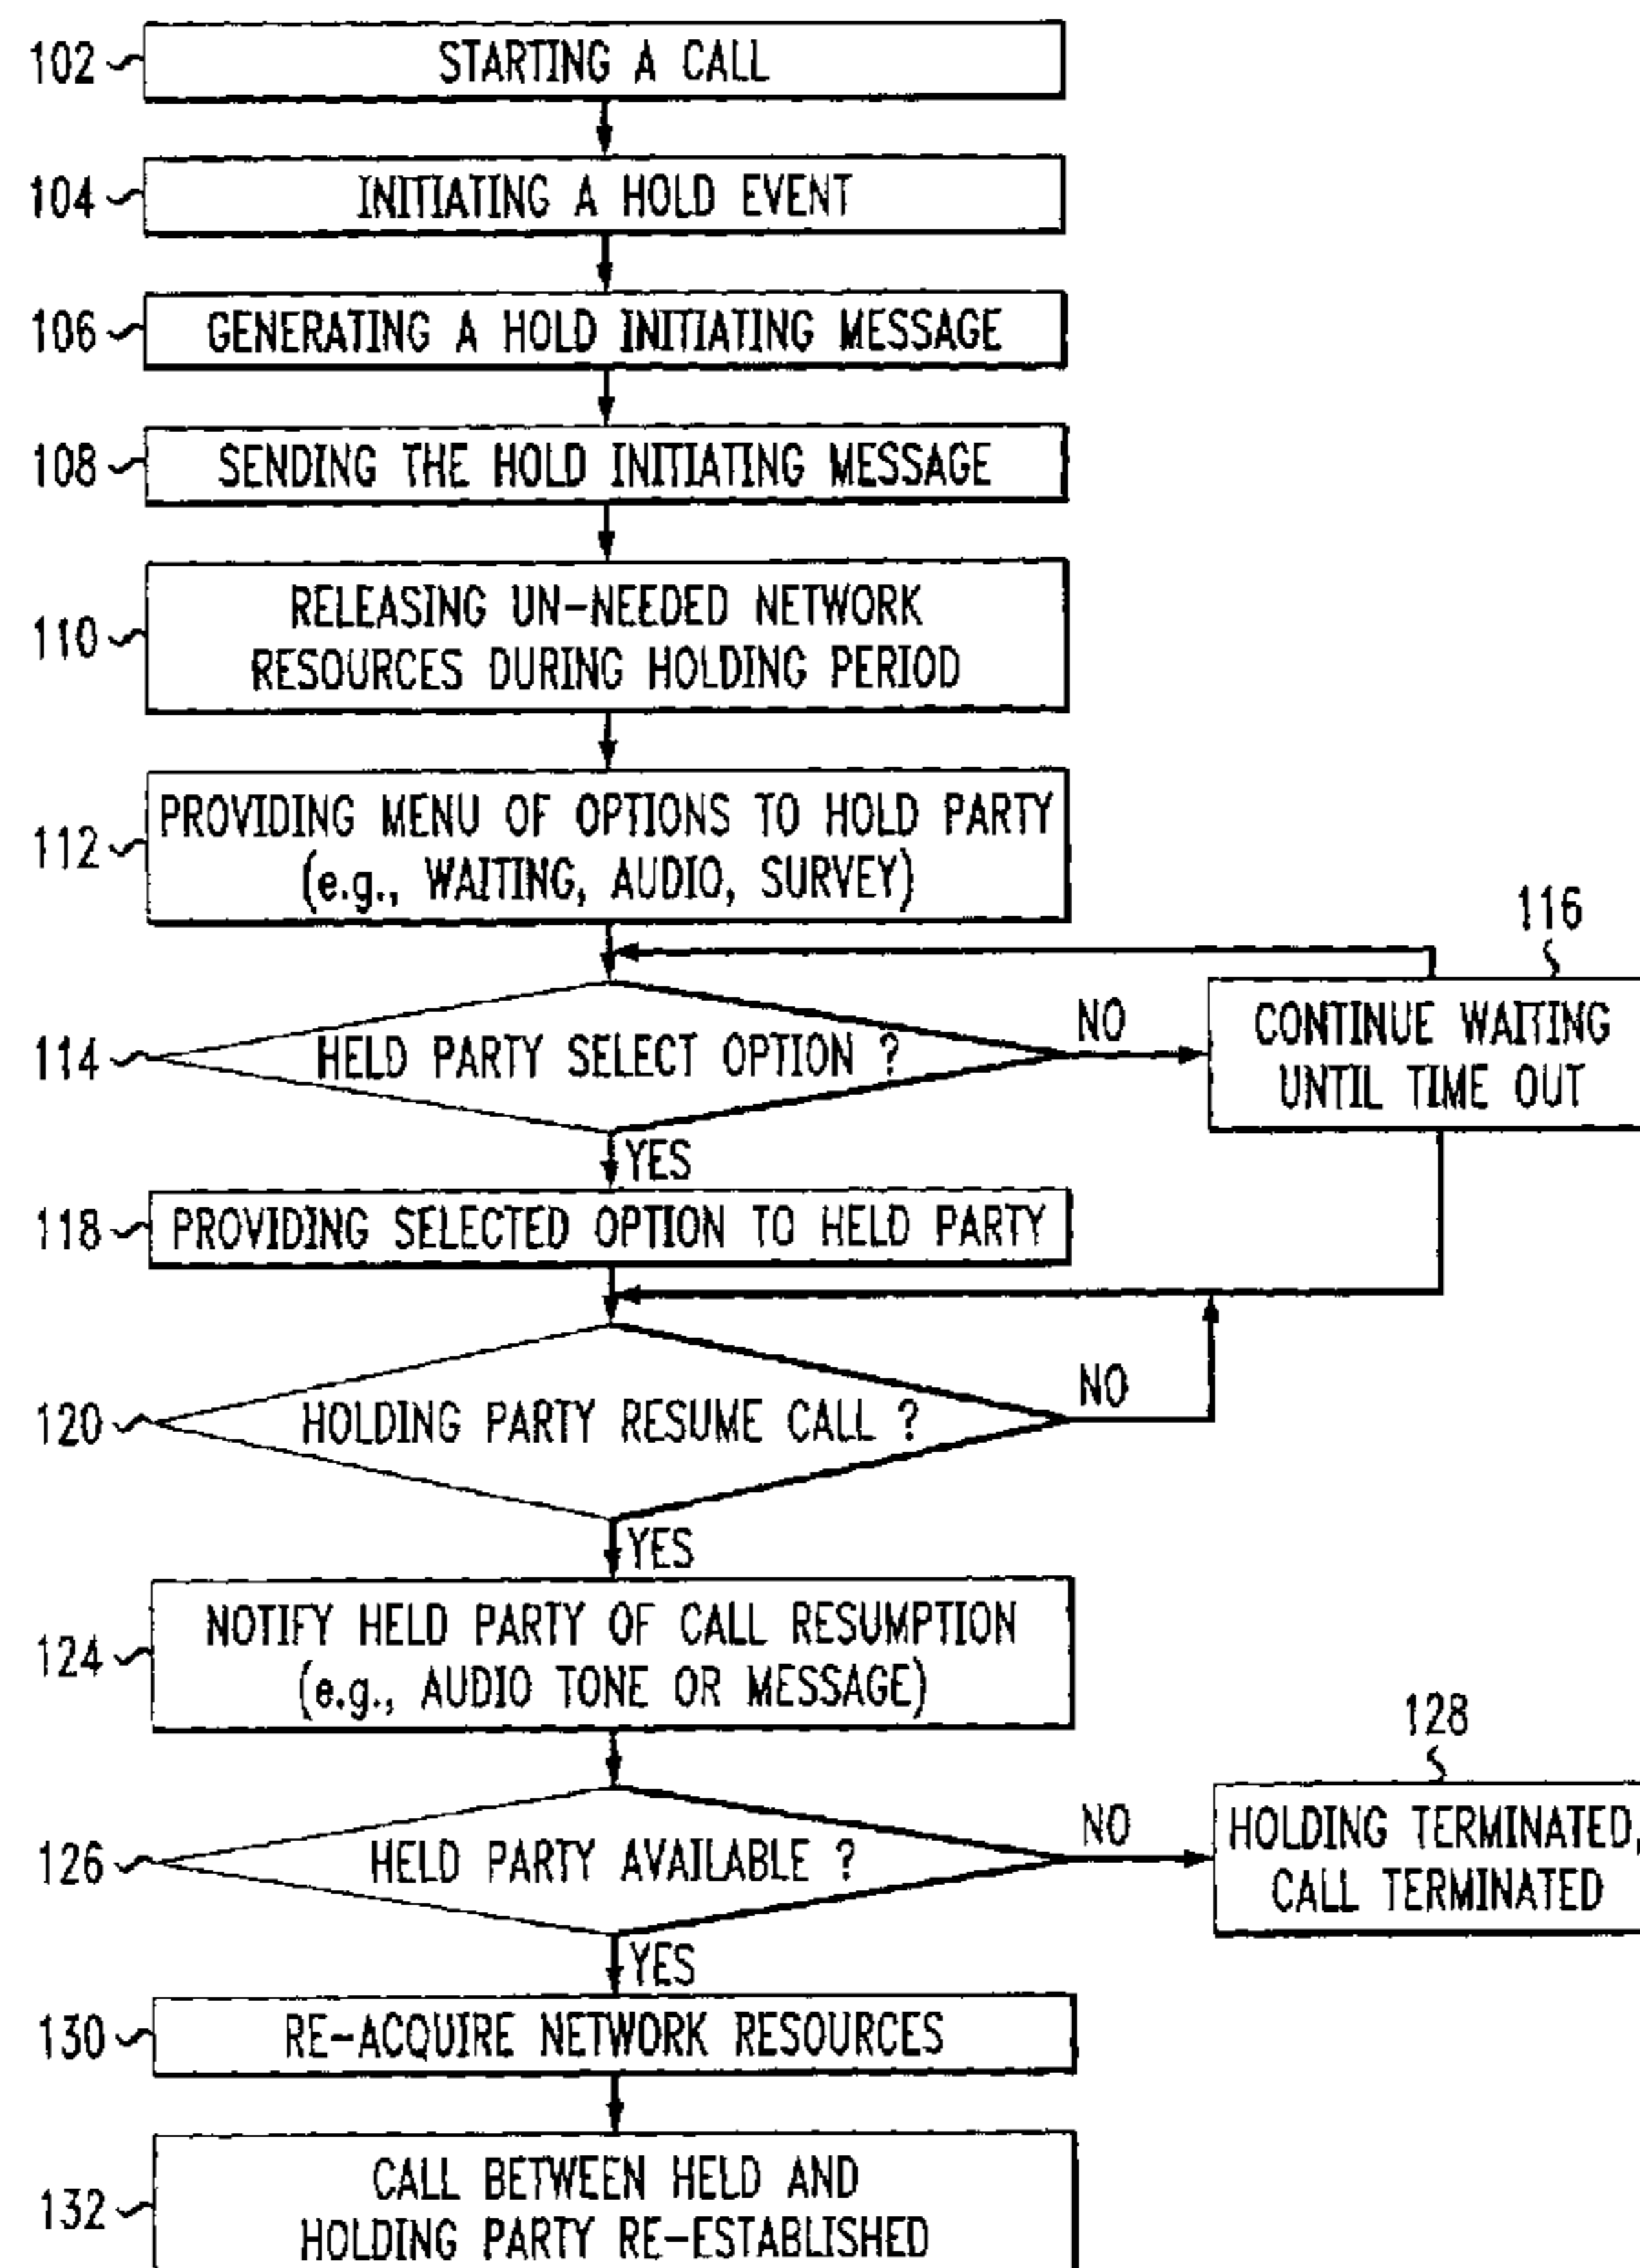 102
STARTING A CALL
104
INITIATING A HOLD EVENT
106
GENERATING A HOLD INITIATING MESSAGE
108
SENDING THE HOLD INITIATING MESSAGE
110
RELEASING UN-NEEDED NETWORK
RESOURCES DURING HOLDING PERIOD
112
PROVIDING MENU OF OPTIONS TO HOLD PARTY
(e.g., WAITING, AUDIO, SURVEY)
114
HELD PARTY SELECT OPTION ?
NO
116
CONTINUE WAITING
UNTIL TIME OUT
YES
118
PROVIDING SELECTED OPTION TO HELD PARTY
120
HOLDING PARTY RESUME CALL ?
NO
YES
124
NOTIFY HELD PARTY OF CALL RESUMPTION
(e.g., AUDIO TONE OR MESSAGE)
126
HELD PARTY AVAILABLE ?
NO
128
HOLDING TERMINATED,
CALL TERMINATED
YES
130
RE-ACQUIRE NETWORK RESOURCES
132
CALL BETWEEN HELD AND
HOLDING PARTY RE-ESTABLISHED